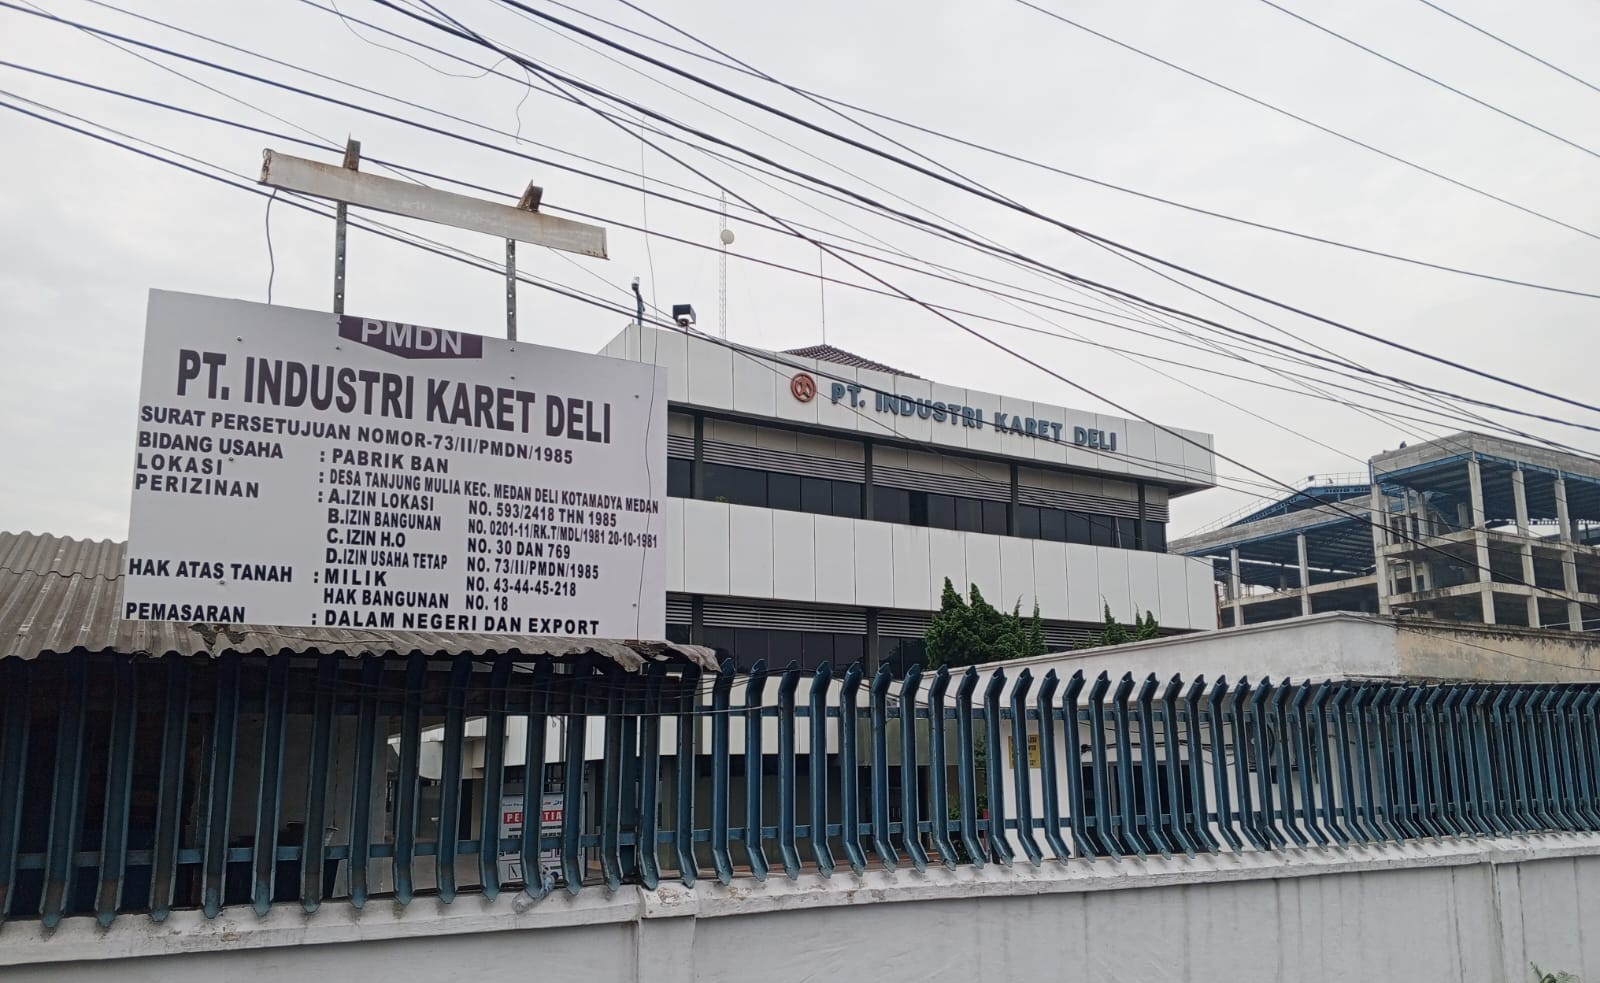 PMDN
PT. INDUSTRI KARET DELI
SURAT PERSETUJUAN NOMOR-73/II/PMDN/1985
BIDANG USAHA : PABRIK BAN
LOKASI : DESA TANJUNG MULIA KEC. MEDAN DELI KOTAMADYA MEDAN
PERIZINAN : A.IZIN LOKASI NO. 593/2418 THN 1985
B.IZIN BANGUNAN NO. 0201-11/RK.T/MDL/1981 20-10-1981
C.IZIN H.O NO. 30 DAN 769
D.IZIN USAHA TETAP NO. 73/II/PMDN/1985
HAK ATAS TANAH : MILIK NO. 43-44-45-218
HAK BANGUNAN NO. 18
PEMASARAN : DALAM NEGERI DAN EXPORT
PT. INDUSTRI KARET DELI